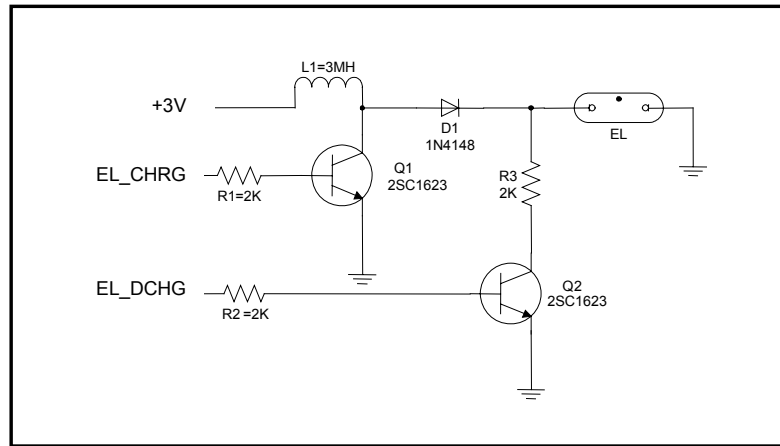 L1=3MH
+3V
D1
1N4148
EL
EL_CHRG
R1=2K
Q1
2SC1623
R3
2K
EL_DCHG
R2 =2K
Q2
2SC1623